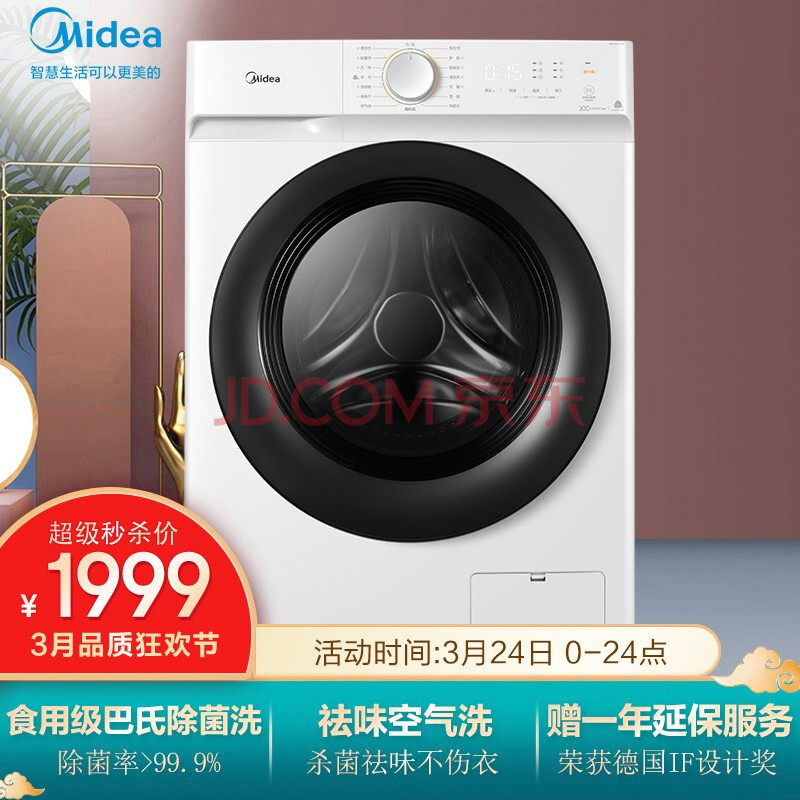 Midea
智慧生活可以更美的
Midea
0:15
JD.COM 京东
超级秒杀价
¥1999
3月品质狂欢节
活动时间:3月24日 0-24点
食用级巴氏除菌洗
除菌率>99.9%
祛味空气洗
杀菌祛味不伤衣
赠一年延保服务
荣获德国IF设计奖